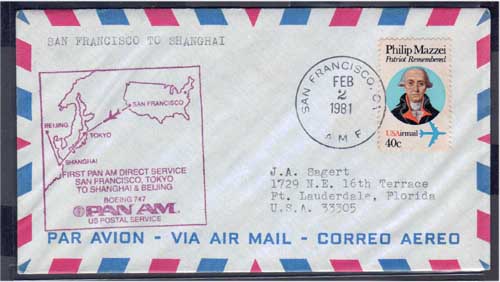 SAN FRANCISCO TO SHANGHAI
SAN FRANCISCO
BEIJING
TOKYO
SHANGHAI
FIRST PAN AM DIRECT SERVICE
SAN FRANCISCO, TOKYO
TO SHANGHAI & BEIJING
BOEING 747
PAN AM
US POSTAL SERVICE
SAN FRANCISCO, CA
FEB
2
1981
AMF
Philip Mazzei
Patriot Remembered
USAirmail
40c
J.A. Bagert
1729 N.E. 16th Terrace
Ft. Lauderdale, Florida
U.S.A. 33305
PAR AVION - VIA AIR MAIL - CORREO AEREO